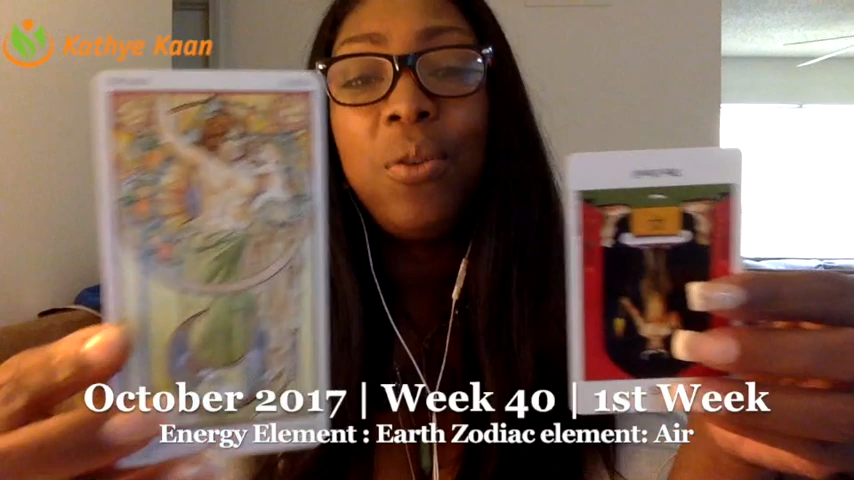 Kathye Kaan
October 2017 | Week 40 | 1st Week
Energy Element : Earth Zodiac element: Air